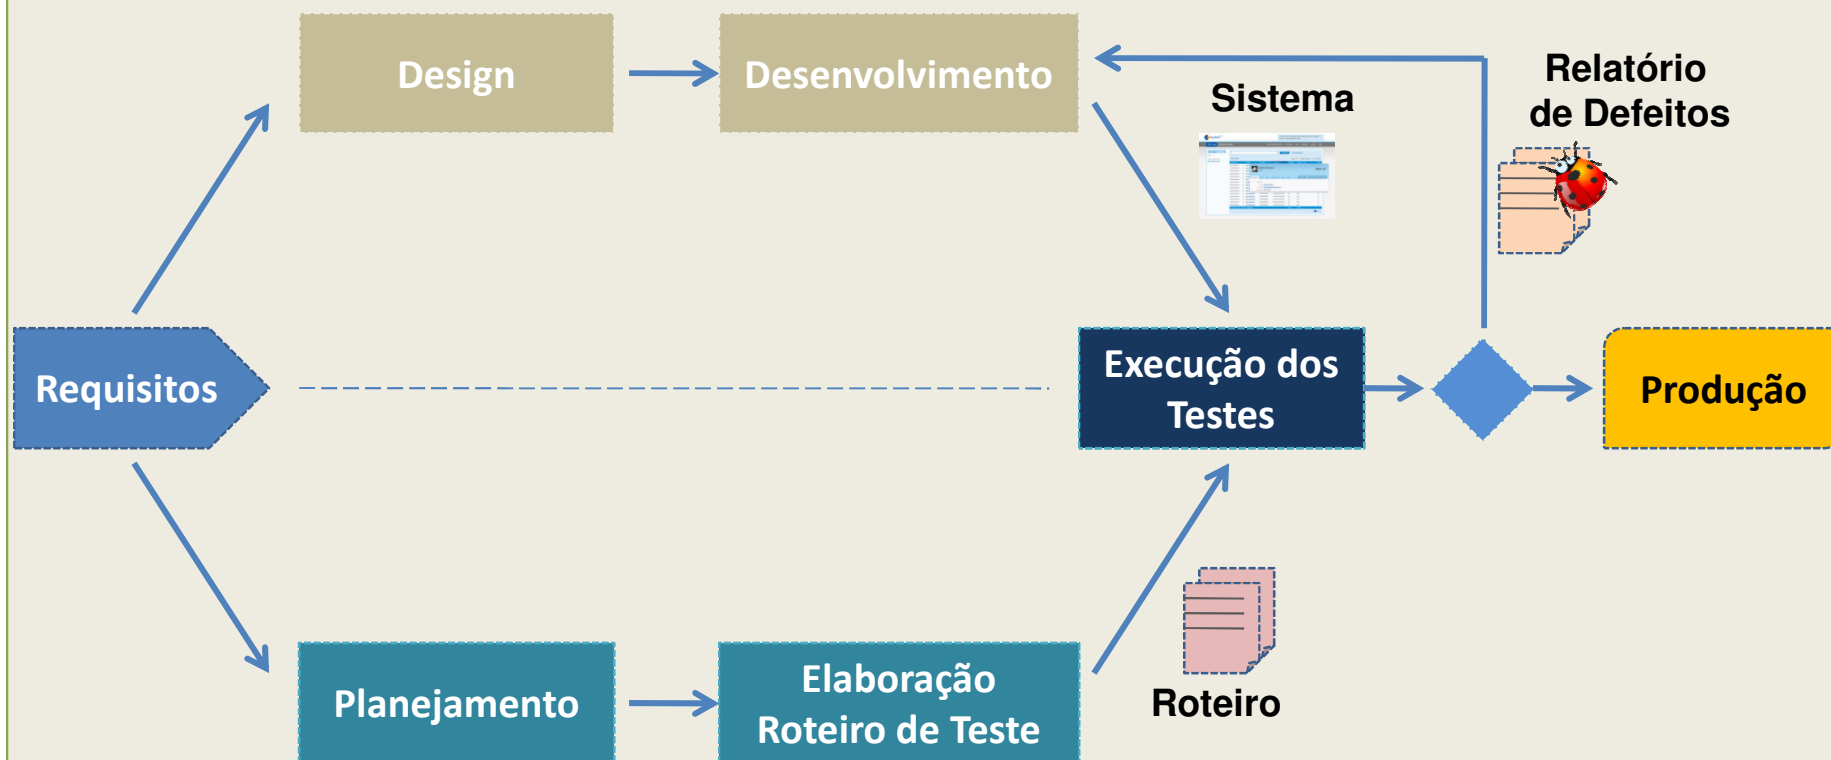 Design
Desenvolvimento
Sistema
Relatório
de Defeitos
Requisitos
Execução dos
Testes
Produção
Planejamento
Elaboração
Roteiro de Teste
Roteiro